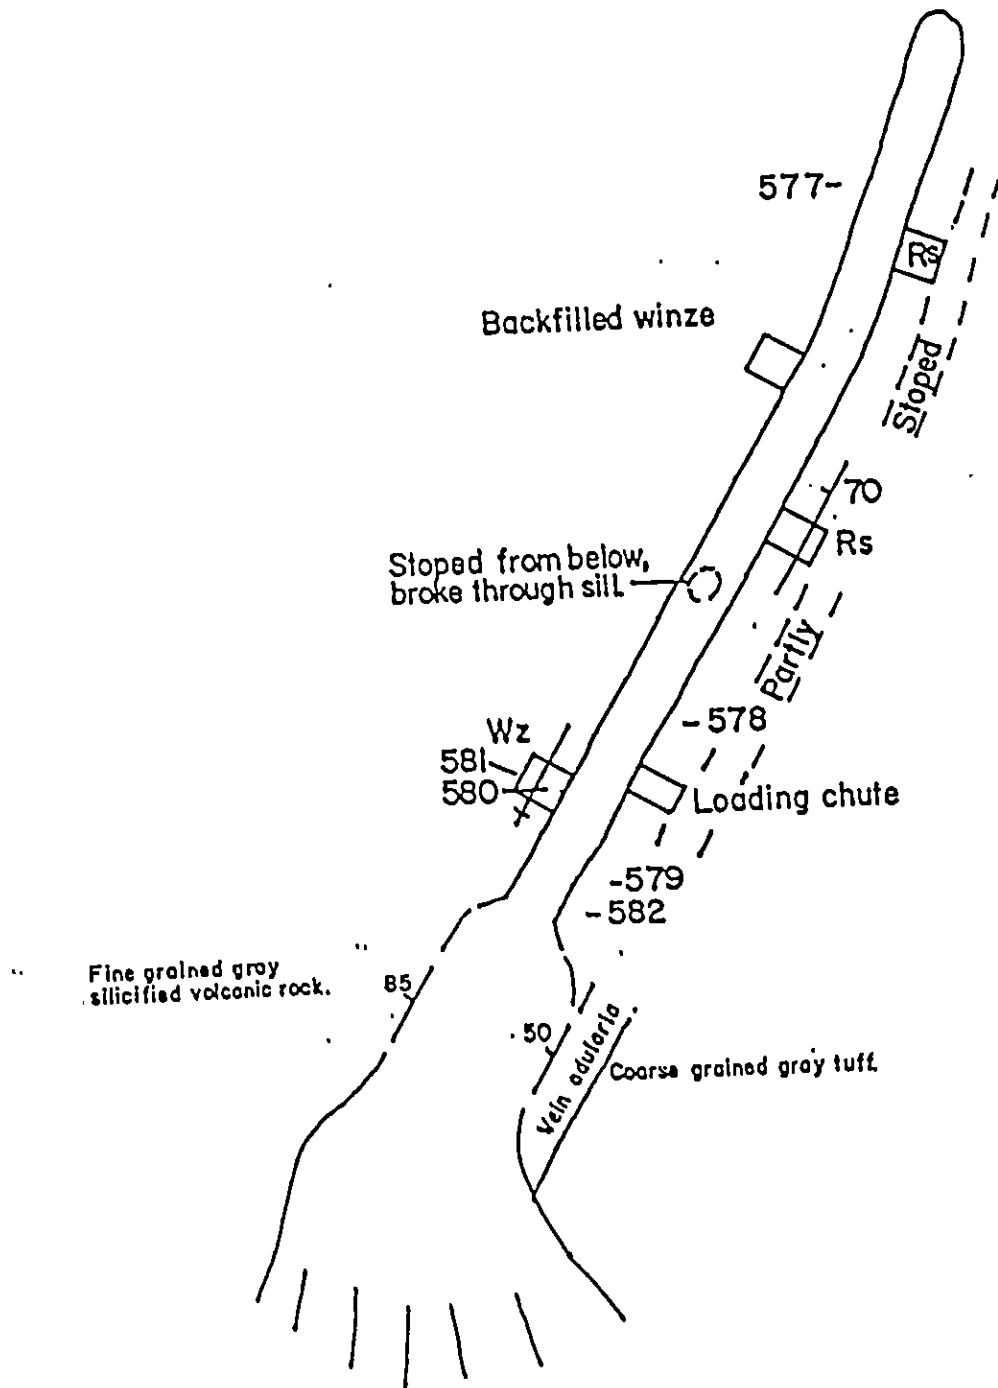 577-
Rs
Backfilled winze
Stoped
70
Rs
Stoped from below,
broke through sill.
Partly
-578
Wz
581-
580
Loading chute
-579
-582
Fine grained gray
silicified volcanic rock.
85
50
Vein adularia
Coarse grained gray tuff.